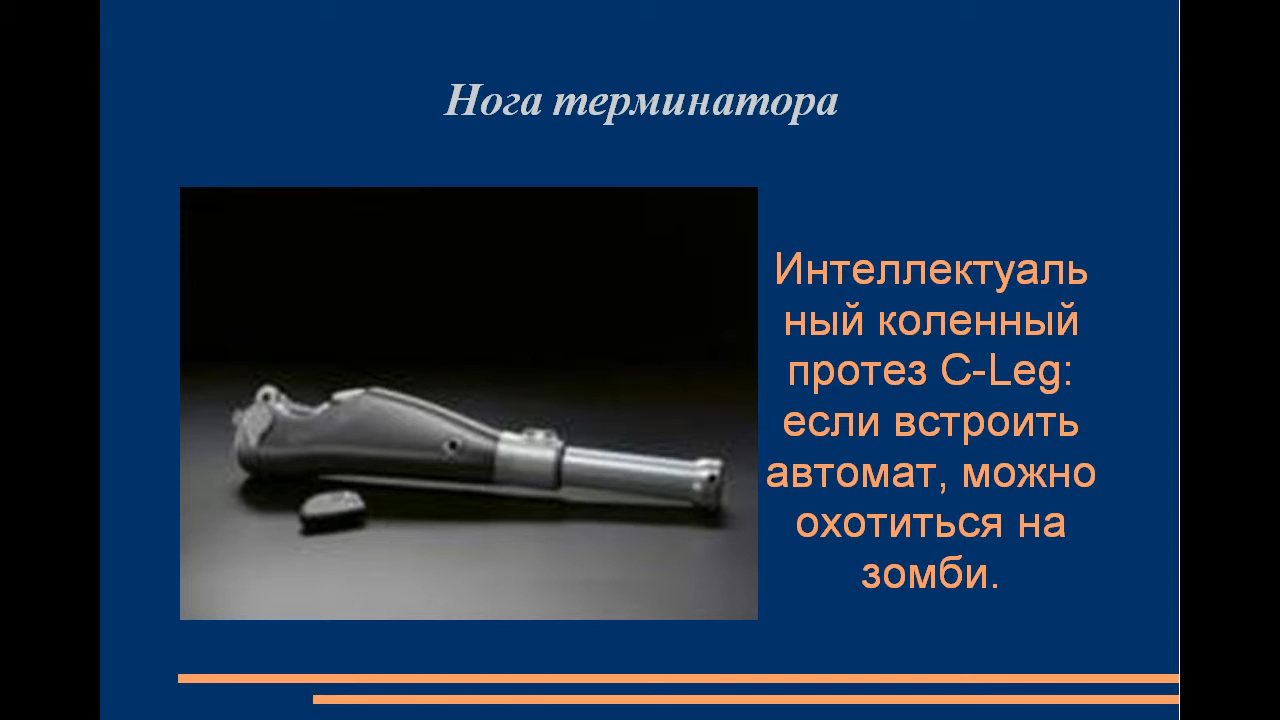 Нога терминатора
Интеллектуаль
ный коленный
протез C-Leg:
если встроить
автомат, можно
охотиться на
зомби.